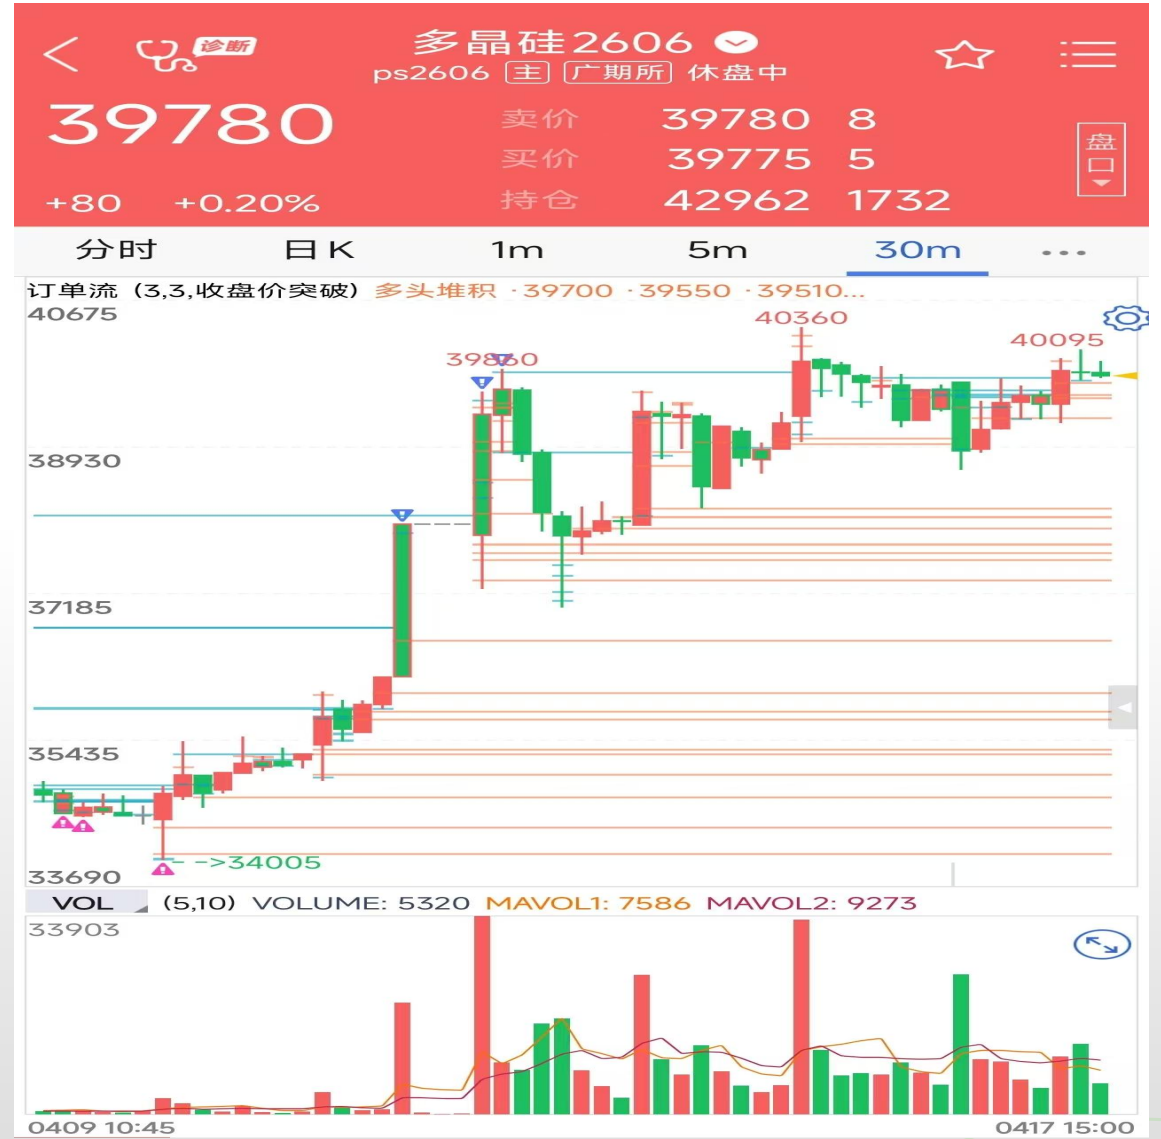 诊断
多晶硅2606
ps2606 主 广期所 休盘中
39780
卖价 39780 8
买价 39775 5
盘口
+80 +0.20%
持仓 42962 1732
分时 日K 1m 5m 30m ...
订单流 (3,3,收盘价突破) 多头堆积 ·39700 ·39550 ·39510...
40675
40360
40095
39860
38930
37185
35435
-->34005
33690
VOL (5,10) VOLUME: 5320 MAVOL1: 7586 MAVOL2: 9273
33903
0409 10:45 0417 15:00